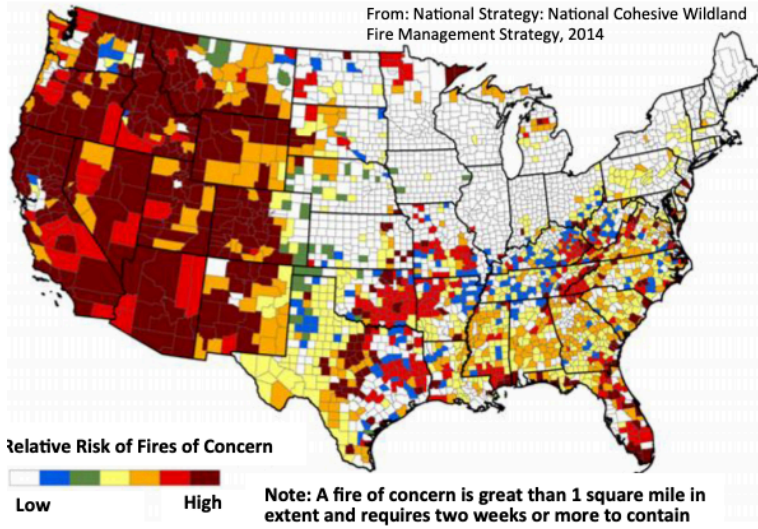 From: National Strategy: National Cohesive Wildland
Fire Management Strategy, 2014
Relative Risk of Fires of Concern
Low
High
Note: A fire of concern is great than 1 square mile in
extent and requires two weeks or more to contain